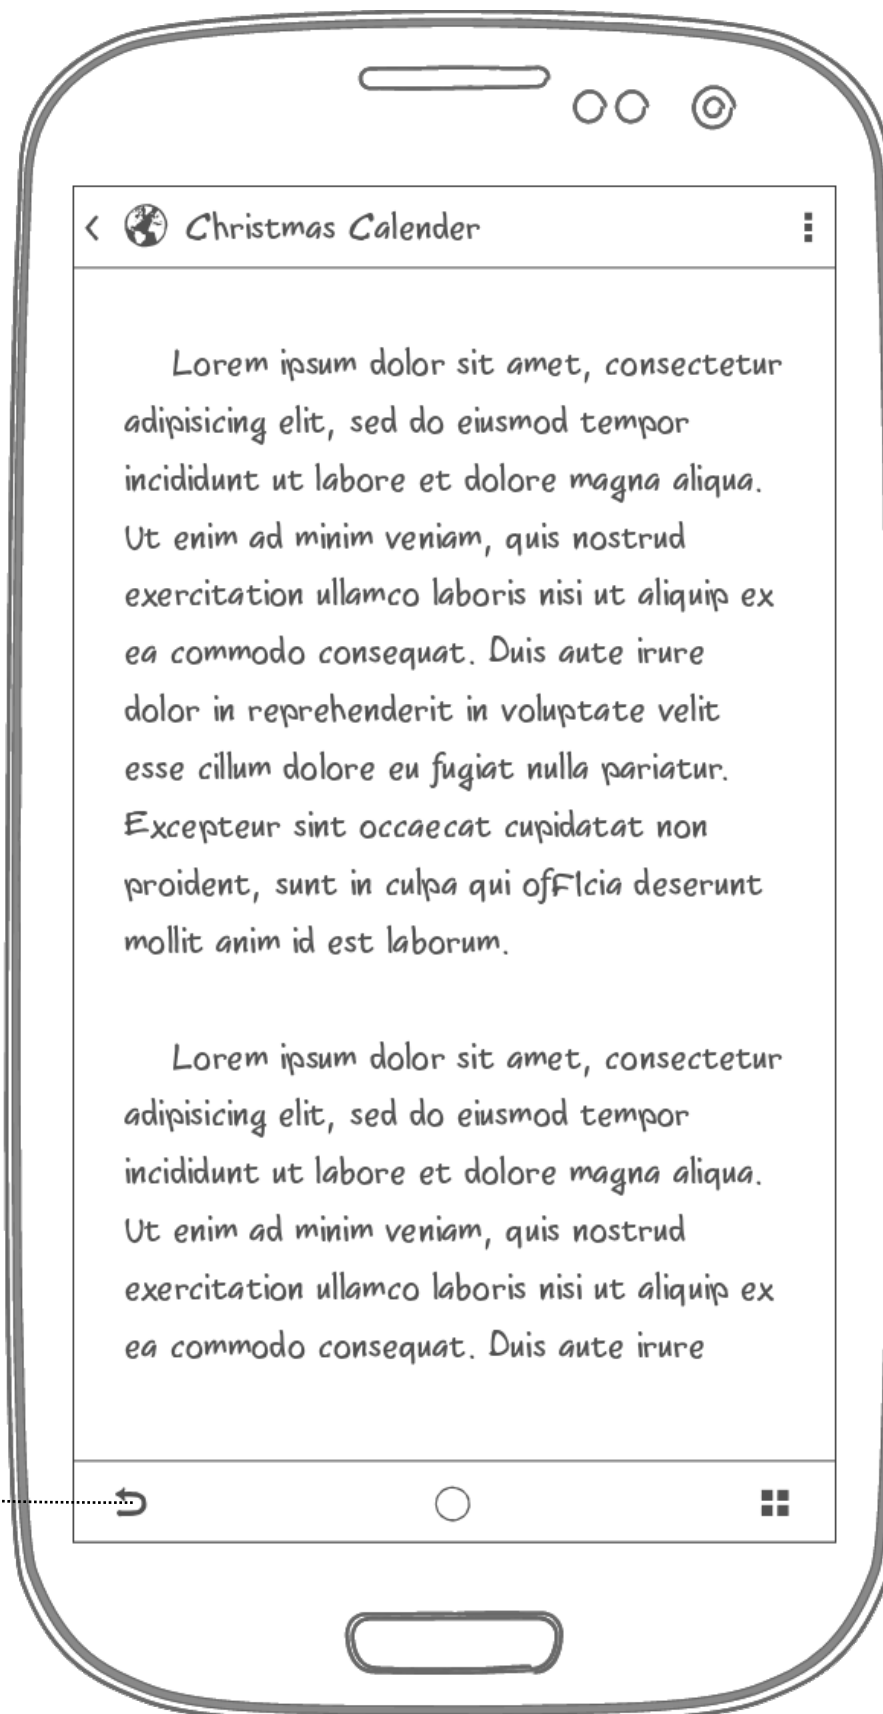 Christmas Calender
Lorem ipsum dolor sit amet, consectetur
adipisicing elit, sed do eiusmod tempor
incididunt ut labore et dolore magna aliqua.
Ut enim ad minim veniam, quis nostrud
exercitation ullamco laboris nisi ut aliquip ex
ea commodo consequat. Duis aute irure
dolor in reprehenderit in voluptate velit
esse cillum dolore eu fugiat nulla pariatur.
Excepteur sint occaecat cupidatat non
proident, sunt in culpa qui ofFIcia deserunt
mollit anim id est laborum.
Lorem ipsum dolor sit amet, consectetur
adipisicing elit, sed do eiusmod tempor
incididunt ut labore et dolore magna aliqua.
Ut enim ad minim veniam, quis nostrud
exercitation ullamco laboris nisi ut aliquip ex
ea commodo consequat. Duis aute irure